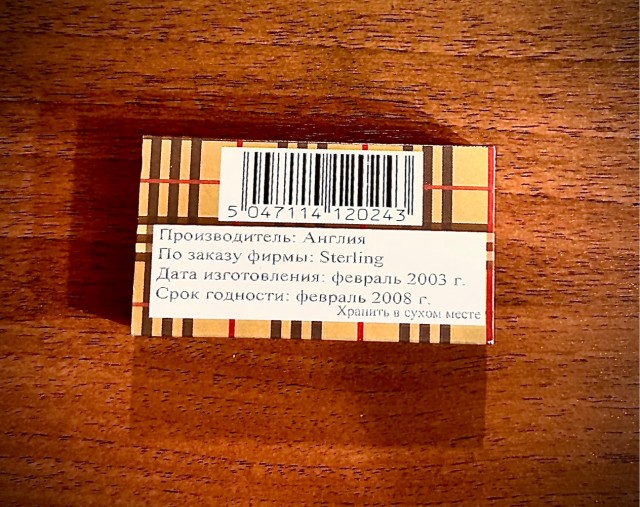 5 047114 120243
Производитель: Англия
По заказу фирмы: Sterling
Дата изготовления: февраль 2003 г.
Срок годности: февраль 2008 г.
Хранить в сухом месте